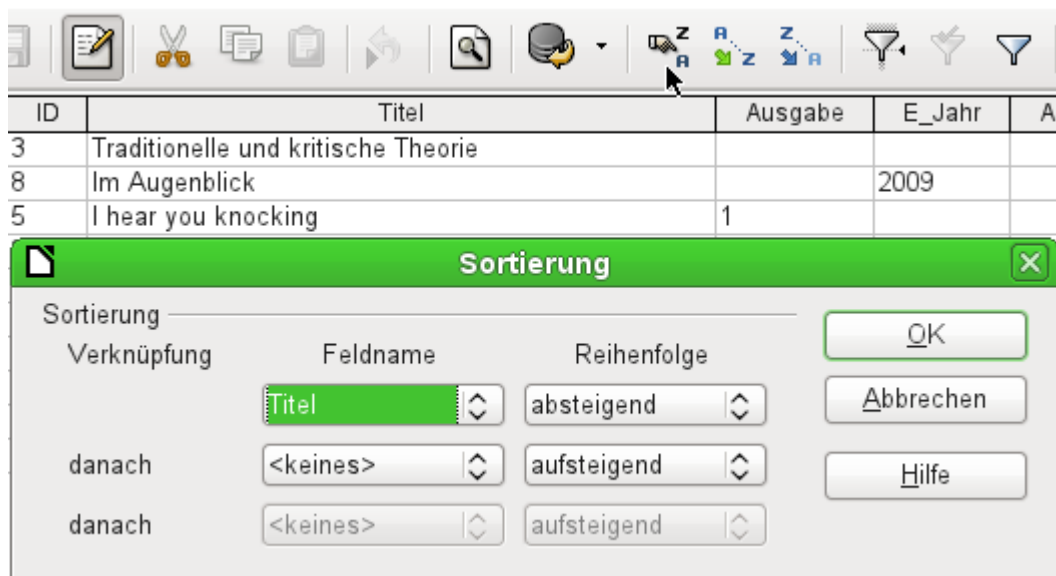 Z
A
A
Z
Z
A
ID Titel Ausgabe E_Jahr A
3 Traditionelle und kritische Theorie
8 Im Augenblick 2009
5 I hear you knocking 1
Sortierung
Sortierung
Verknüpfung Feldname Reihenfolge
OK
Titel absteigend
Abbrechen
danach <keines> aufsteigend
Hilfe
danach <keines> aufsteigend